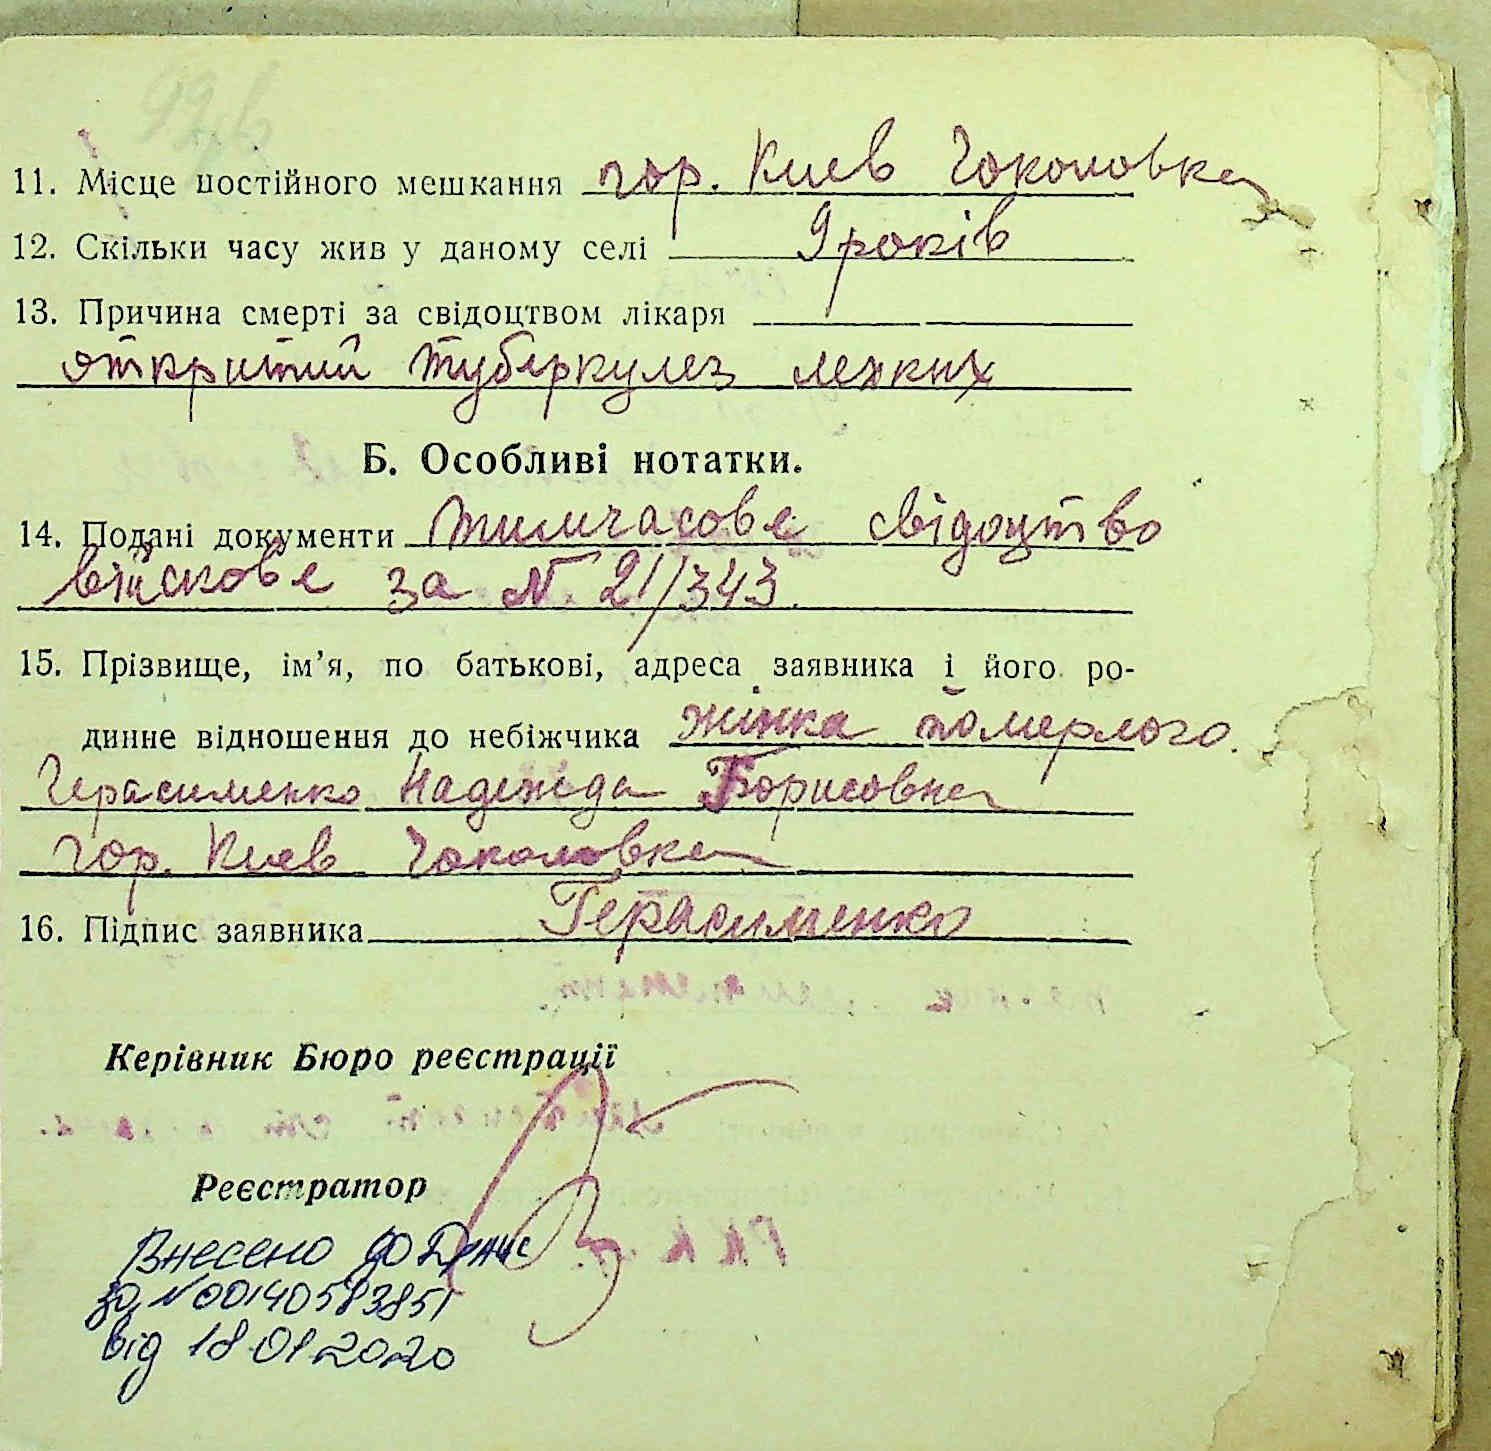 11. Місце постійного мешкання гор. Киев Чоколовка
12. Скільки часу жив у даному селі 9 років
13. Причина смерті за свідоцтвом лікаря
откритий туберкулез легких
Б. Особливі нотатки.
14. Подані документи тимчасове свідоцтво
війскове за № 21/343.
15. Прізвище, ім’я, по батькові, адреса заявника і його ро-
динне відношення до небіжчика жінка померлого.
Герасименко Надежда Борисовна
гор. Киев Чоколовка
16. Підпис заявника Герасименко
Керівник Бюро реєстрації
Реєстратор
Внесено до
за № 00140583851
від 18.01.2020